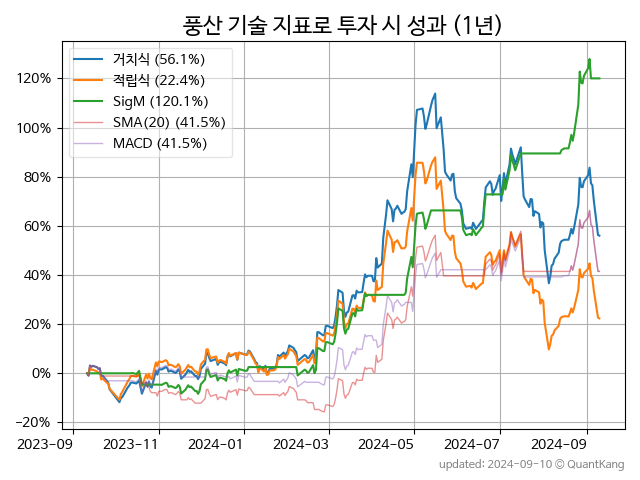 풍산 기술 지표로 투자 시 성과 (1년)
거치식 (56.1%)
적립식 (22.4%)
SigM (120.1%)
SMA(20) (41.5%)
MACD (41.5%)
120%
100%
80%
60%
40%
20%
0%
−20%
2023-09 2023-11 2024-01 2024-03 2024-05 2024-07 2024-09
updated: 2024-09-10 © QuantKang